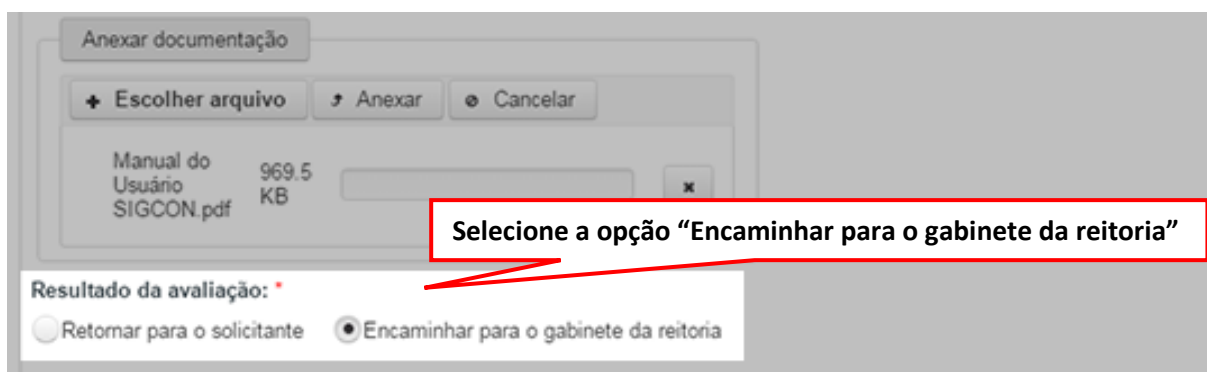 Anexar documentação
Escolher arquivo Anexar Cancelar
Manual do
Usuário
SIGCON.pdf
969.5
KB
Selecione a opção “Encaminhar para o gabinete da reitoria”
Resultado da avaliação: *
Retornar para o solicitante Encaminhar para o gabinete da reitoria